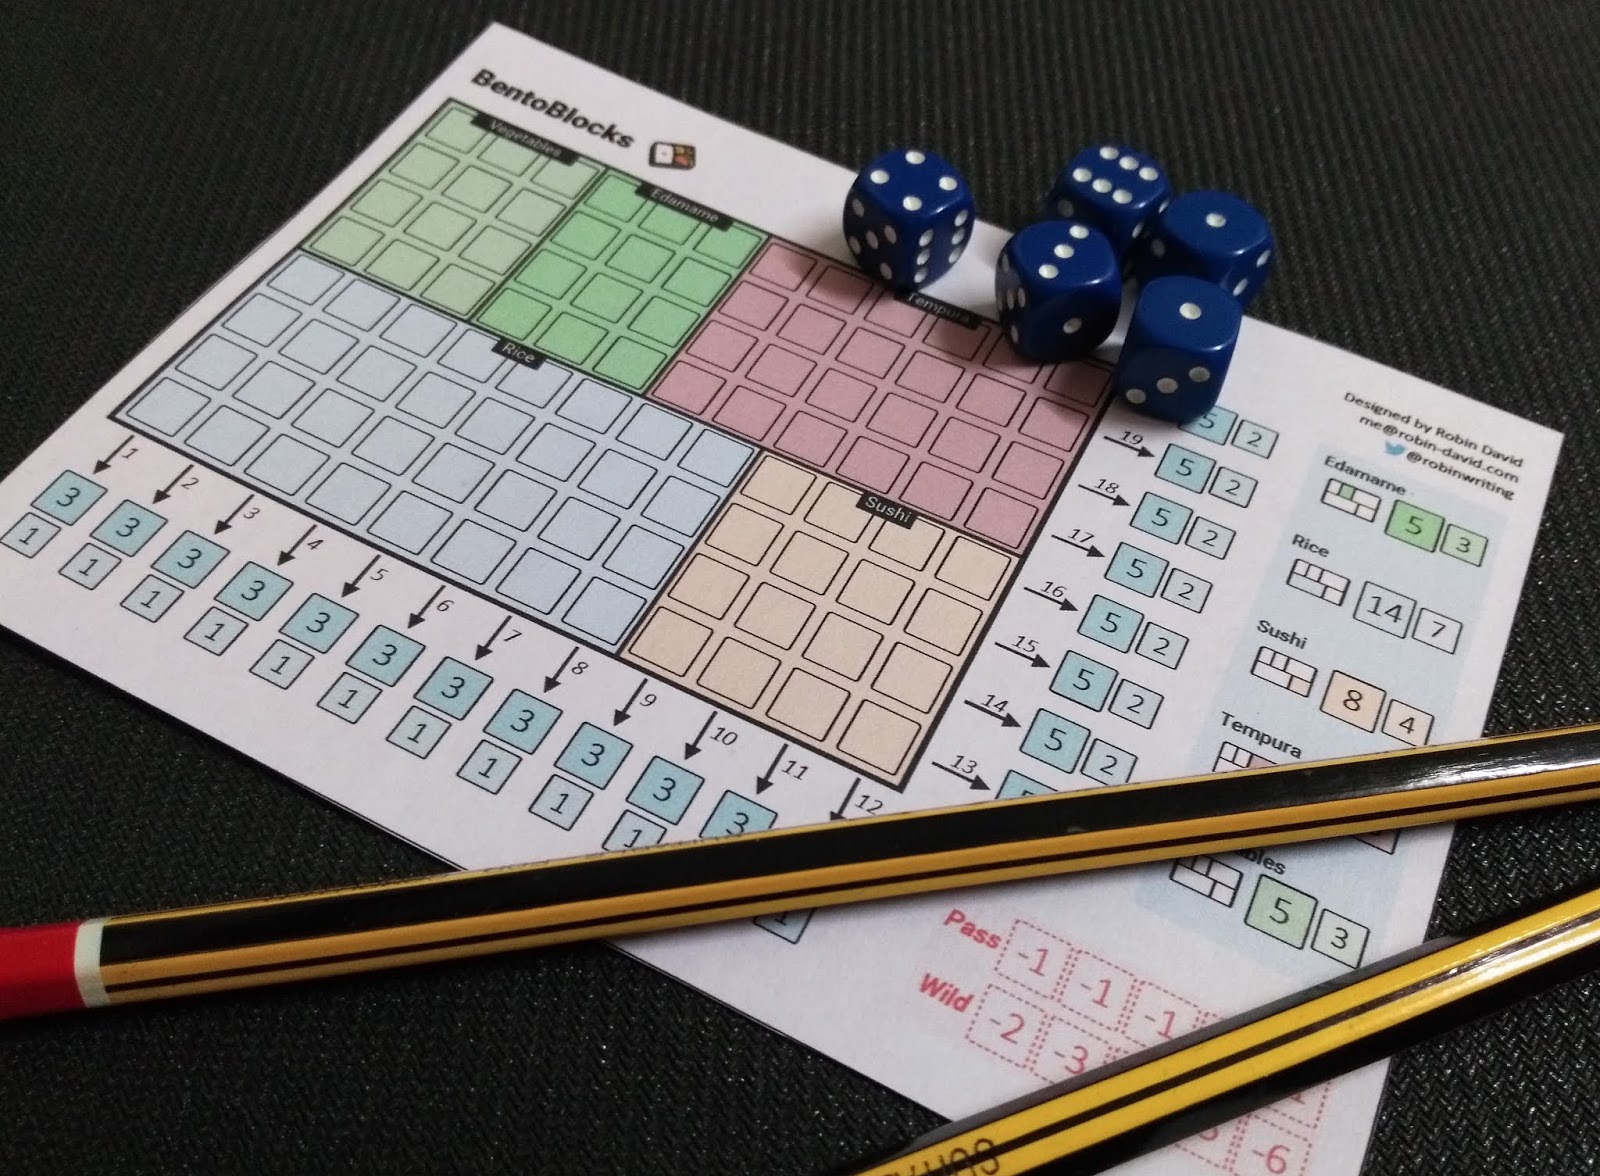 BentoBlocks
Vegetables
Edamame
Tempura
Rice
Sushi
Designed by Robin David
me@robin-david.com
@robinwriting
5 2
19 5 2
18 5 2
17 5 2
16 5 2
15 5 2
14 5 2
13
1 2 3 4 5 6 7 8 9 10 11 12
3 3 3 3 3 3 3 3 3 3 3
1 1 1 1 1 1 1 1 1 1
1
Edamame
5 3
Rice
14 7
Sushi
8 4
Tempura
5 3
Pass -1 -1 -1
Wild -2 -3
-6